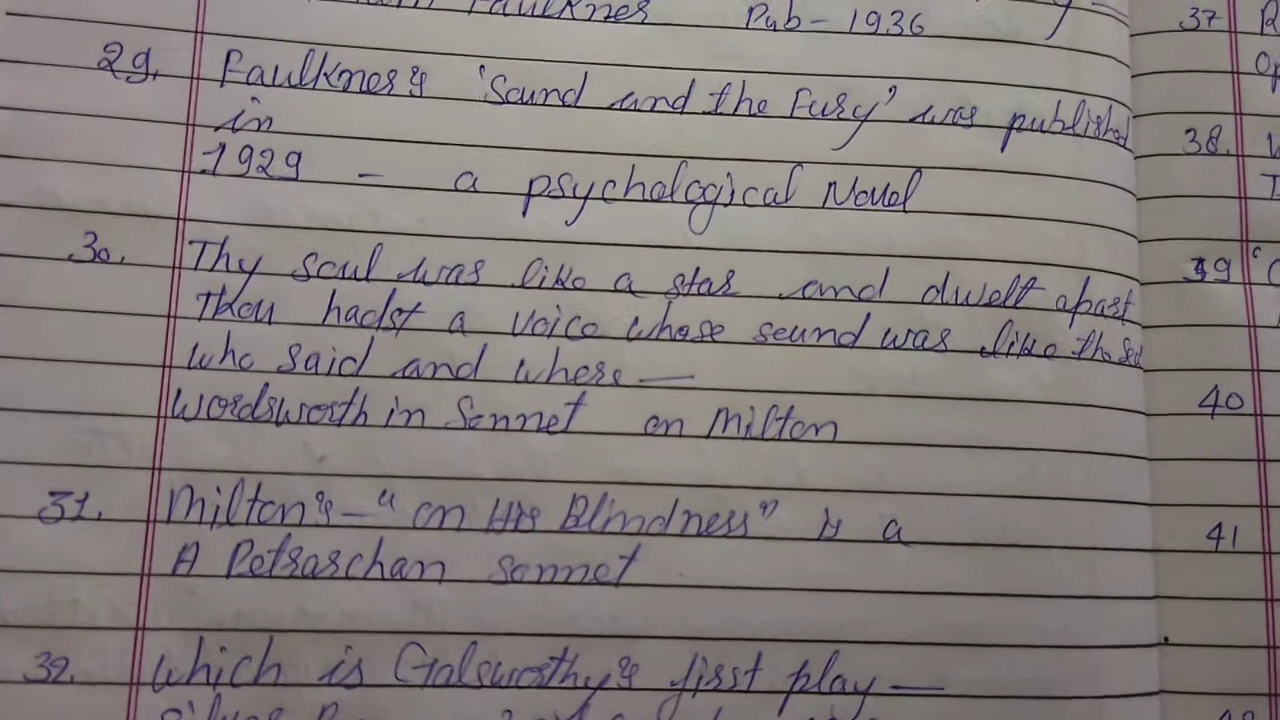 Faulkner Pub - 1936
29. Faulkner's 'Sound and the Fury' was published
in
1929 - a psychological Novel
30. Thy soul was like a star and dwelt apart
Thou hadst a voice whose sound was like the sea
who said and where —
Wordsworth in Sonnet on Milton
31. Milton's - "on His Blindness" is a
A Petrarchan sonnet
32. Which is Galsworthy's first play —
37
38.
39
40
41